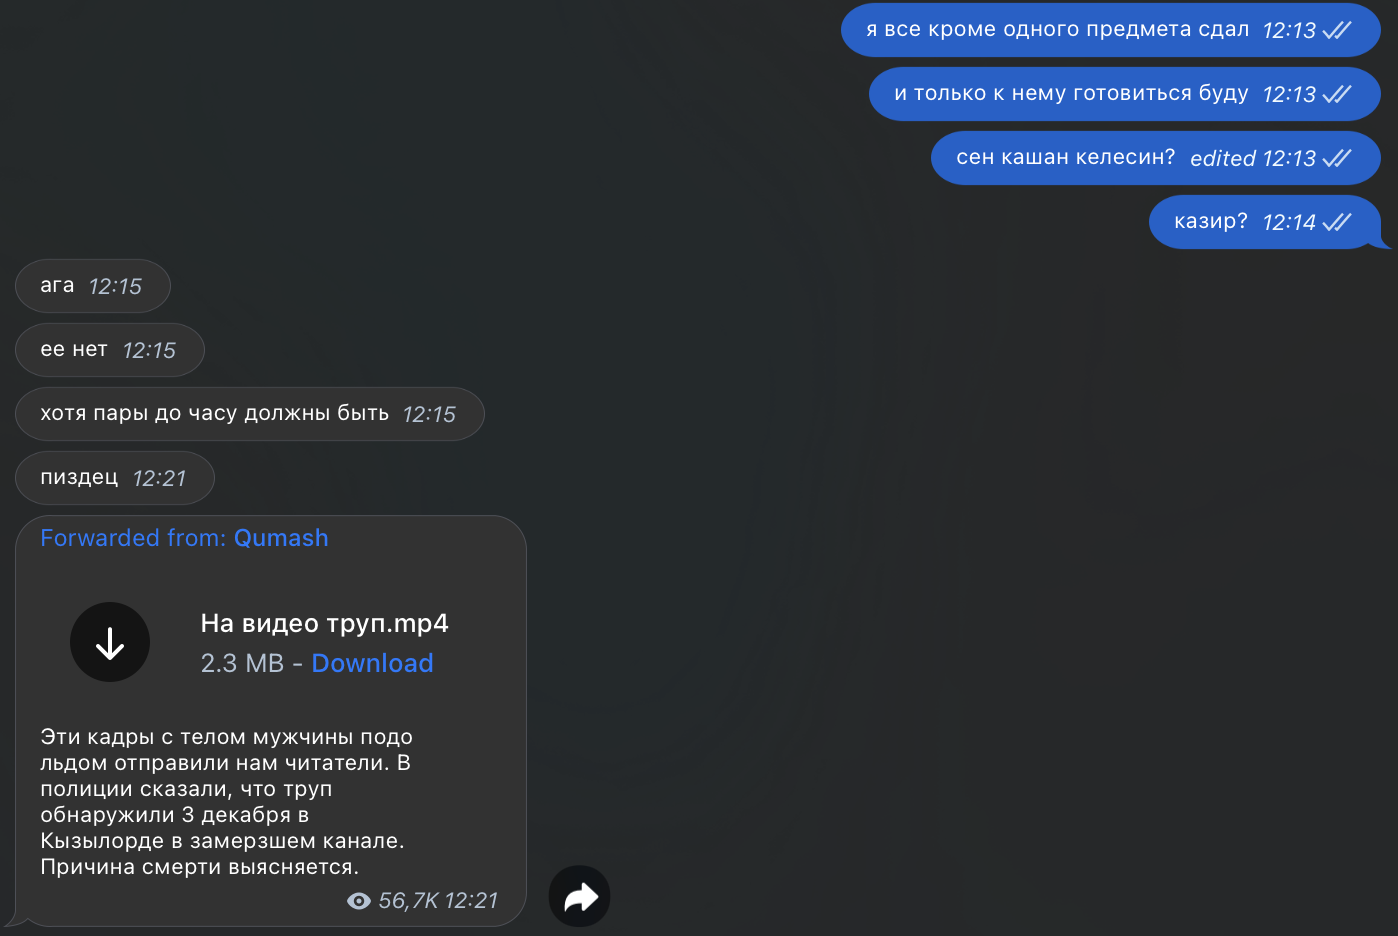 я все кроме одного предмета сдал 12:13
и только к нему готовиться буду 12:13
сен кашан келесин? edited 12:13
казир? 12:14
ага 12:15
ее нет 12:15
хотя пары до часу должны быть 12:15
пиздец 12:21
Forwarded from: Qumash
На видео труп.mp4
2.3 MB - Download
Эти кадры с телом мужчины подо
льдом отправили нам читатели. В
полиции сказали, что труп
обнаружили 3 декабря в
Кызылорде в замерзшем канале.
Причина смерти выясняется.
56,7K 12:21